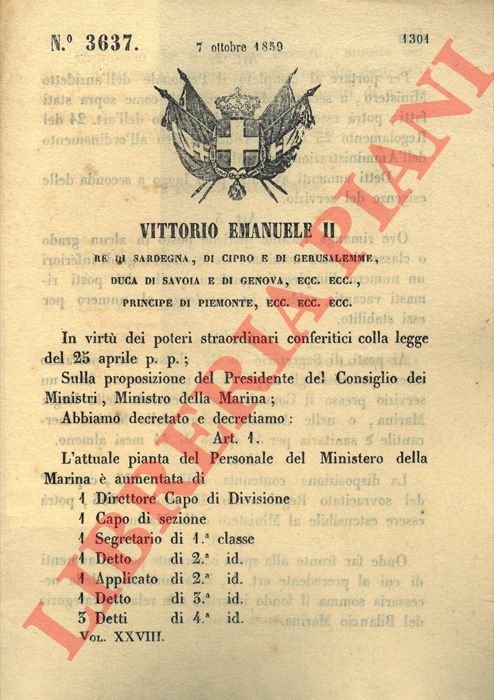 N.º 3637.
7 ottobre 1859
1301
VITTORIO EMANUELE II
RE DI SARDEGNA, DI CIPRO E DI GERUSALEMME,
DUCA DI SAVOIA E DI GENOVA, ECC. ECC.,
PRINCIPE DI PIEMONTE, ECC. ECC. ECC.
In virtù dei poteri straordinari conferitici colla legge
del 25 aprile p. p.;
Sulla proposizione del Presidente del Consiglio dei
Ministri, Ministro della Marina;
Abbiamo decretato e decretiamo:
Art. 1.
L'attuale pianta del Personale del Ministero della
Marina è aumentata di
1 Direttore Capo di Divisione
1 Capo di sezione
1 Segretario di 1.ª classe
1 Detto di 2.ª id.
1 Applicato di 2.ª id.
1 Detto di 3.ª id.
3 Detti di 4.ª id.
VOL. XXVIII.
LIBRERIA PIANI